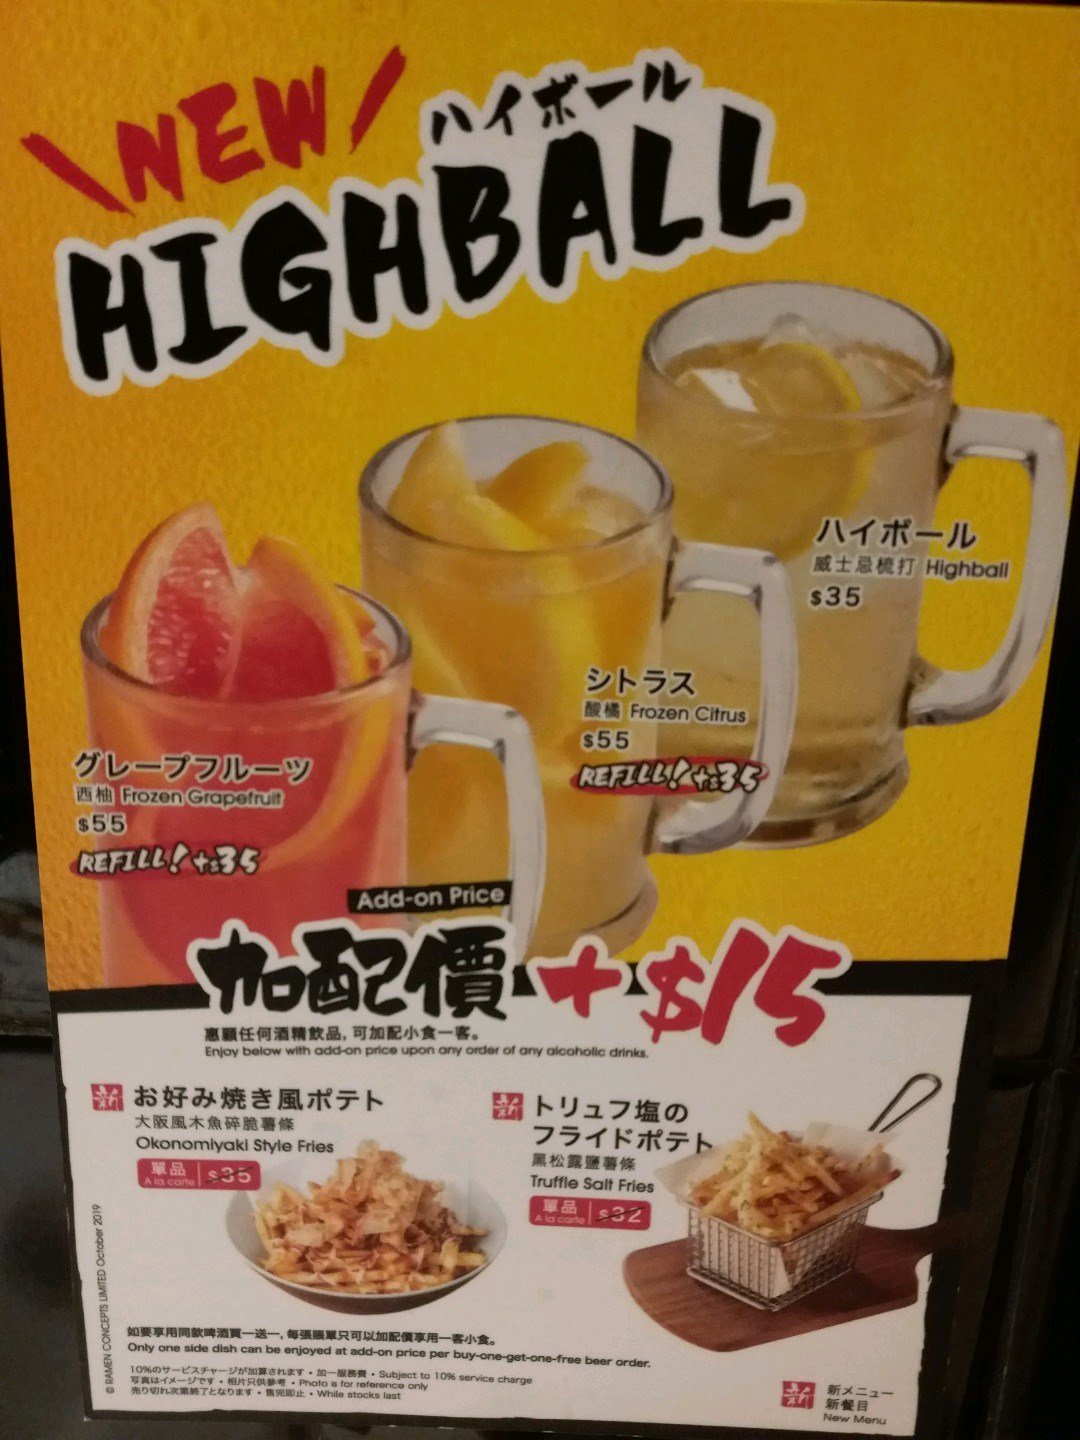 \NEW/
ハイボール
HIGHBALL
ハイボール
威士忌梳打 Highball
$35
シトラス
酸橘 Frozen Citrus
$55
REFILL! +$35
グレープフルーツ
西柚 Frozen Grapefruit
$55
REFILL! +$35
Add-on Price
加配價 + $15
惠顧任何酒精飲品, 可加配小食一客。
Enjoy below with add-on price upon any order of any alcoholic drinks.
新 お好み焼き風ポテト
大阪風木魚碎脆薯條
Okonomiyaki Style Fries
單品
A la carte $35
新 トリュフ塩の
フライドポテト
黑松露鹽薯條
Truffle Salt Fries
單品
A la carte $32
© RAMEN CONCEPTS LIMITED October 2019
如要享用同款啤酒買一送一, 每張賬單只可以加配價享用一客小食。
Only one side dish can be enjoyed at add-on price per buy-one-get-one-free beer order.
10%のサービスチャージが加算されます • 加一服務費 • Subject to 10% service charge
写真はイメージです • 相片只供參考 • Photo is for reference only
売り切れ次第終了となります • 售完即止 • While stocks last
新 新メニュー
新餐目
New Menu